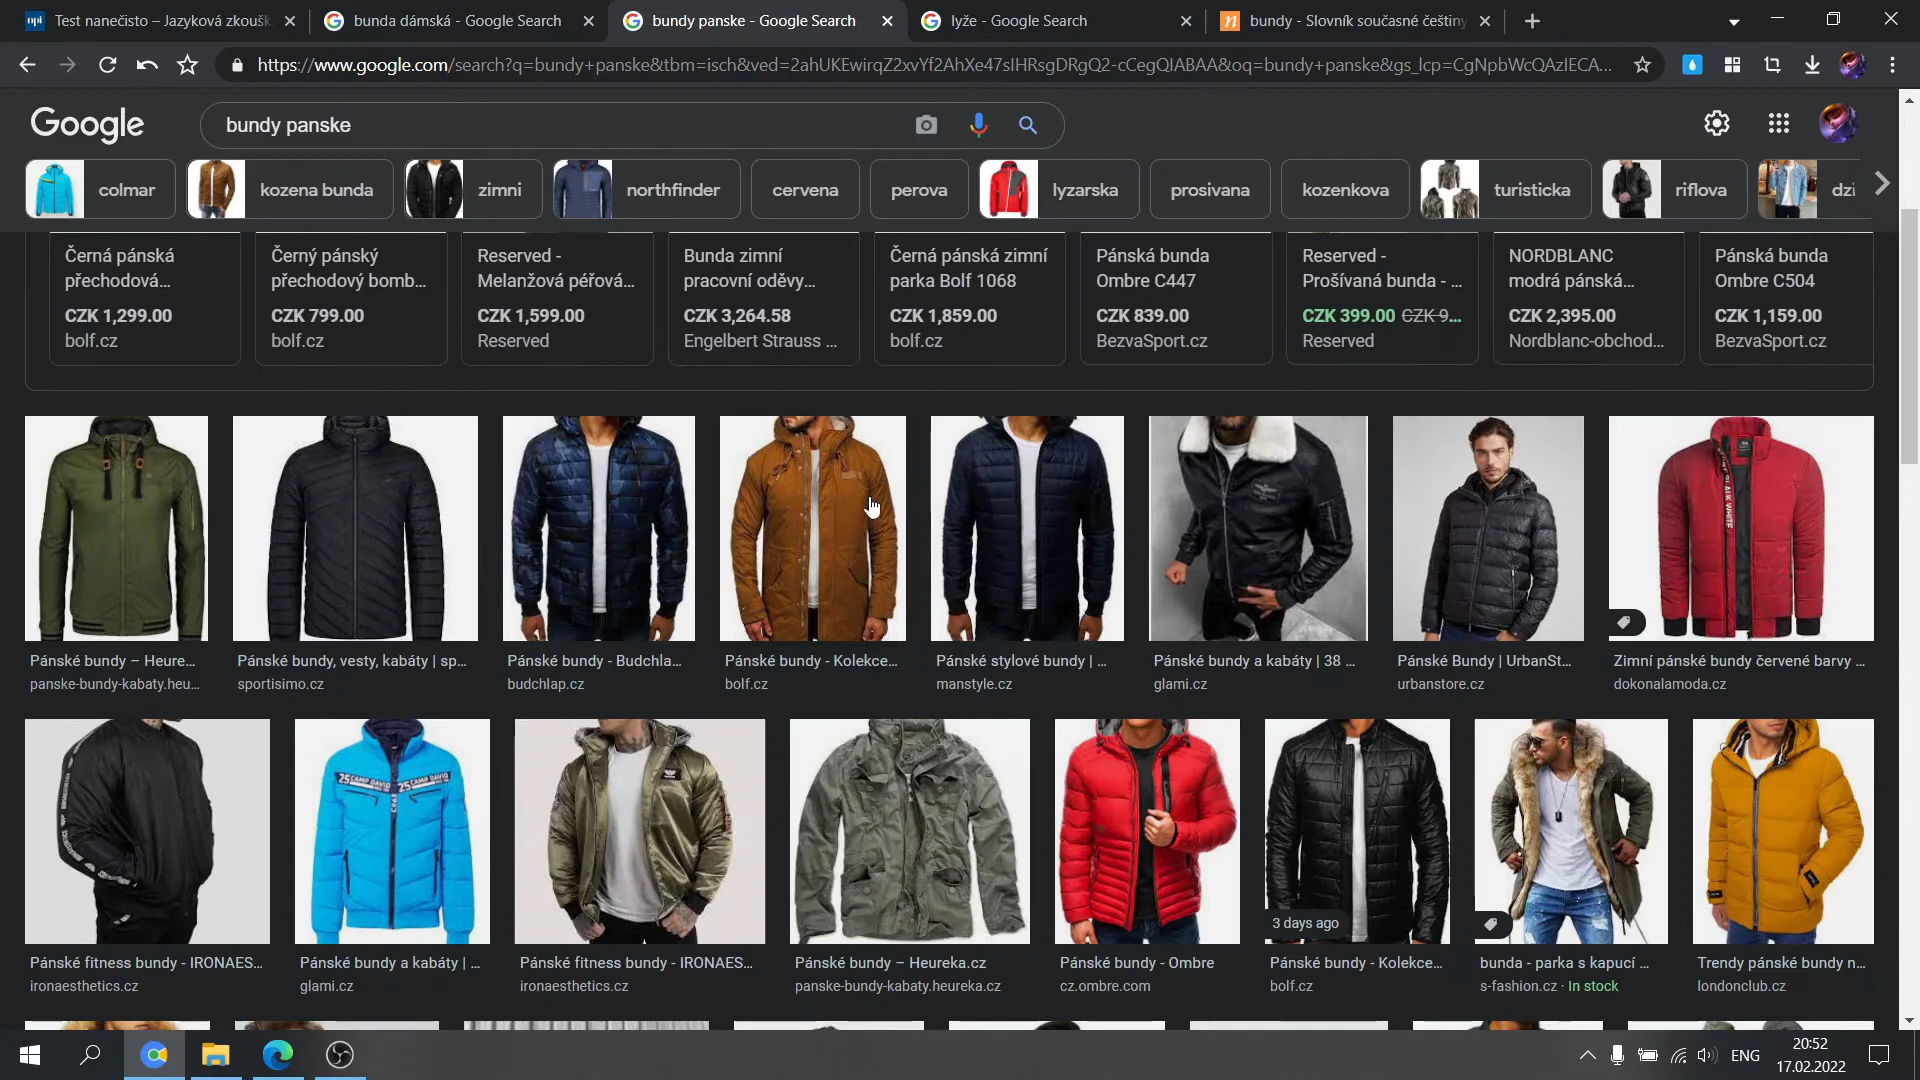 npi Test nanečisto – Jazyková zkoušk
bunda dámská - Google Search
bundy panske - Google Search
lyže - Google Search
n bundy - Slovník současné češtiny
https://www.google.com/search?q=bundy+panske&tbm=isch&ved=2ahUKEwirqZ2xvYf2AhXe47sIHRsgDRgQ2-cCegQIABAA&oq=bundy+panske&gs_lcp=CgNpbWcQAzIECA...
Google
bundy panske
colmar
kozena bunda
zimni
northfinder
cervena
perova
lyzarska
prosivana
kozenkova
turisticka
riflova
dzi
Černá pánská
přechodová...
CZK 1,299.00
bolf.cz
Černý pánský
přechodový bomb...
CZK 799.00
bolf.cz
Reserved -
Melanžová péřová...
CZK 1,599.00
Reserved
Bunda zimní
pracovní oděvy...
CZK 3,264.58
Engelbert Strauss ...
Černá pánská zimní
parka Bolf 1068
CZK 1,859.00
bolf.cz
Pánská bunda
Ombre C447
CZK 839.00
BezvaSport.cz
Reserved -
Prošívaná bunda - ...
CZK 399.00 CZK 9...
Reserved
NORDBLANC
modrá pánská...
CZK 2,395.00
Nordblanc-obchod...
Pánská bunda
Ombre C504
CZK 1,159.00
BezvaSport.cz
BLACK WHITE
Pánské bundy – Heure...
panske-bundy-kabaty.heu...
Pánské bundy, vesty, kabáty | sp...
sportisimo.cz
Pánské bundy - Budchla...
budchlap.cz
Pánské bundy - Kolekce...
bolf.cz
Pánské stylové bundy | ...
manstyle.cz
Pánské bundy a kabáty | 38 ...
glami.cz
Pánské Bundy | UrbanSt...
urbanstore.cz
Zimní pánské bundy červené barvy ...
dokonalamoda.cz
25 CAMP DAVID
CAMP DAVID 25
3 days ago
Pánské fitness bundy - IRONAES...
ironaesthetics.cz
Pánské bundy a kabáty | ...
glami.cz
Pánské fitness bundy - IRONAES...
ironaesthetics.cz
Pánské bundy – Heureka.cz
panske-bundy-kabaty.heureka.cz
Pánské bundy - Ombre
cz.ombre.com
Pánské bundy - Kolekce...
bolf.cz
bunda - parka s kapucí ...
s-fashion.cz · In stock
Trendy pánské bundy n...
londonclub.cz
ENG
20:52
17.02.2022